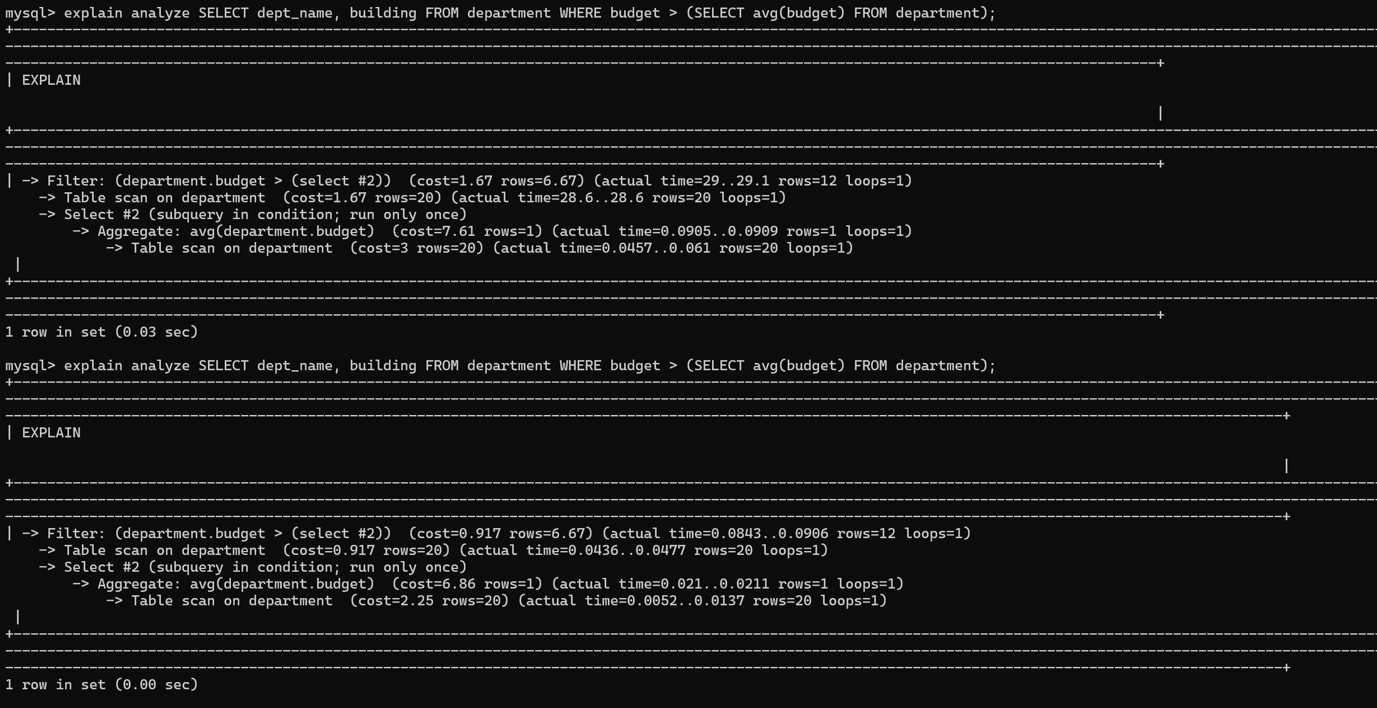 mysql> explain analyze SELECT dept_name, building FROM department WHERE budget > (SELECT avg(budget) FROM department);
| EXPLAIN
|
| -> Filter: (department.budget > (select #2))  (cost=1.67 rows=6.67) (actual time=29..29.1 rows=12 loops=1)
    -> Table scan on department  (cost=1.67 rows=20) (actual time=28.6..28.6 rows=20 loops=1)
    -> Select #2 (subquery in condition; run only once)
        -> Aggregate: avg(department.budget)  (cost=7.61 rows=1) (actual time=0.0905..0.0909 rows=1 loops=1)
            -> Table scan on department  (cost=3 rows=20) (actual time=0.0457..0.061 rows=20 loops=1)
 |
1 row in set (0.03 sec)
mysql> explain analyze SELECT dept_name, building FROM department WHERE budget > (SELECT avg(budget) FROM department);
| EXPLAIN
|
| -> Filter: (department.budget > (select #2))  (cost=0.917 rows=6.67) (actual time=0.0843..0.0906 rows=12 loops=1)
    -> Table scan on department  (cost=0.917 rows=20) (actual time=0.0436..0.0477 rows=20 loops=1)
    -> Select #2 (subquery in condition; run only once)
        -> Aggregate: avg(department.budget)  (cost=6.86 rows=1) (actual time=0.021..0.0211 rows=1 loops=1)
            -> Table scan on department  (cost=2.25 rows=20) (actual time=0.0052..0.0137 rows=20 loops=1)
 |
1 row in set (0.00 sec)